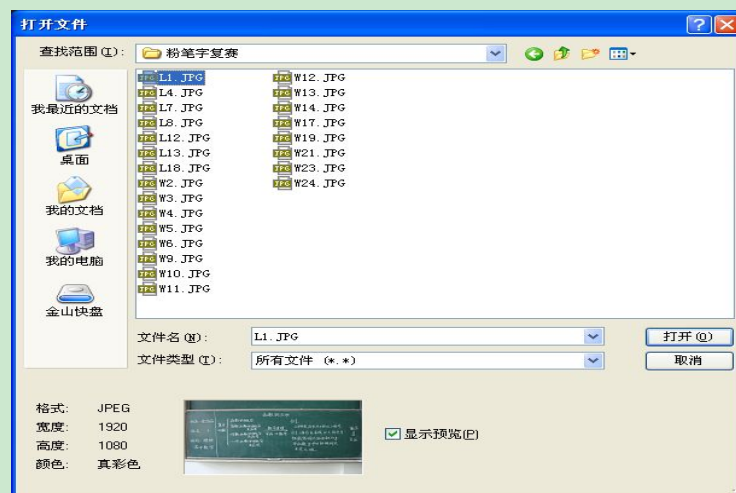 打开文件
查找范围(I):
粉笔字复赛
L1.JPG
L4.JPG
L7.JPG
L8.JPG
L12.JPG
L13.JPG
L18.JPG
W2.JPG
W3.JPG
W4.JPG
W5.JPG
W6.JPG
W9.JPG
W10.JPG
W11.JPG
W12.JPG
W13.JPG
W14.JPG
W17.JPG
W19.JPG
W21.JPG
W23.JPG
W24.JPG
我最近的文档
桌面
我的文档
我的电脑
金山快盘
文件名(N): L1.JPG 打开(O)
文件类型(T): 所有文件 (*.*) 取消
格式: JPEG
宽度: 1920
高度: 1080
颜色: 真彩色
显示预览(P)